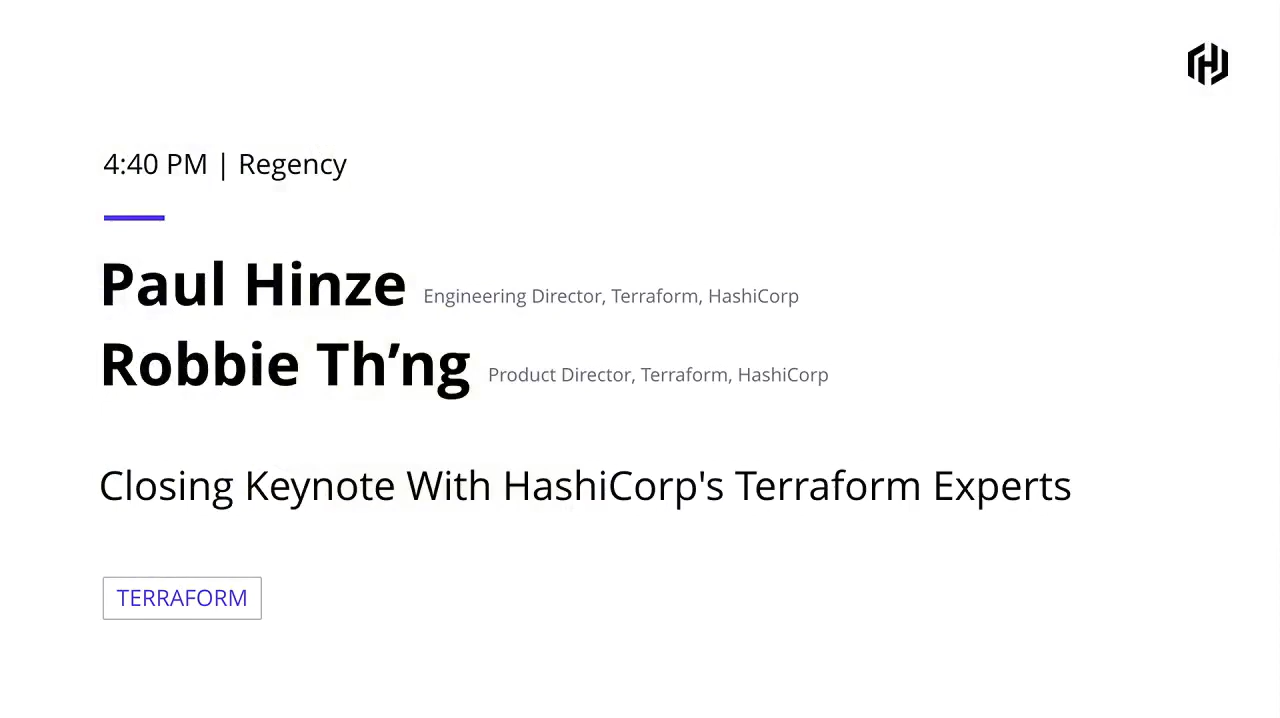 4:40 PM | Regency
Paul Hinze Engineering Director, Terraform, HashiCorp
Robbie Th’ng Product Director, Terraform, HashiCorp
Closing Keynote With HashiCorp's Terraform Experts
TERRAFORM